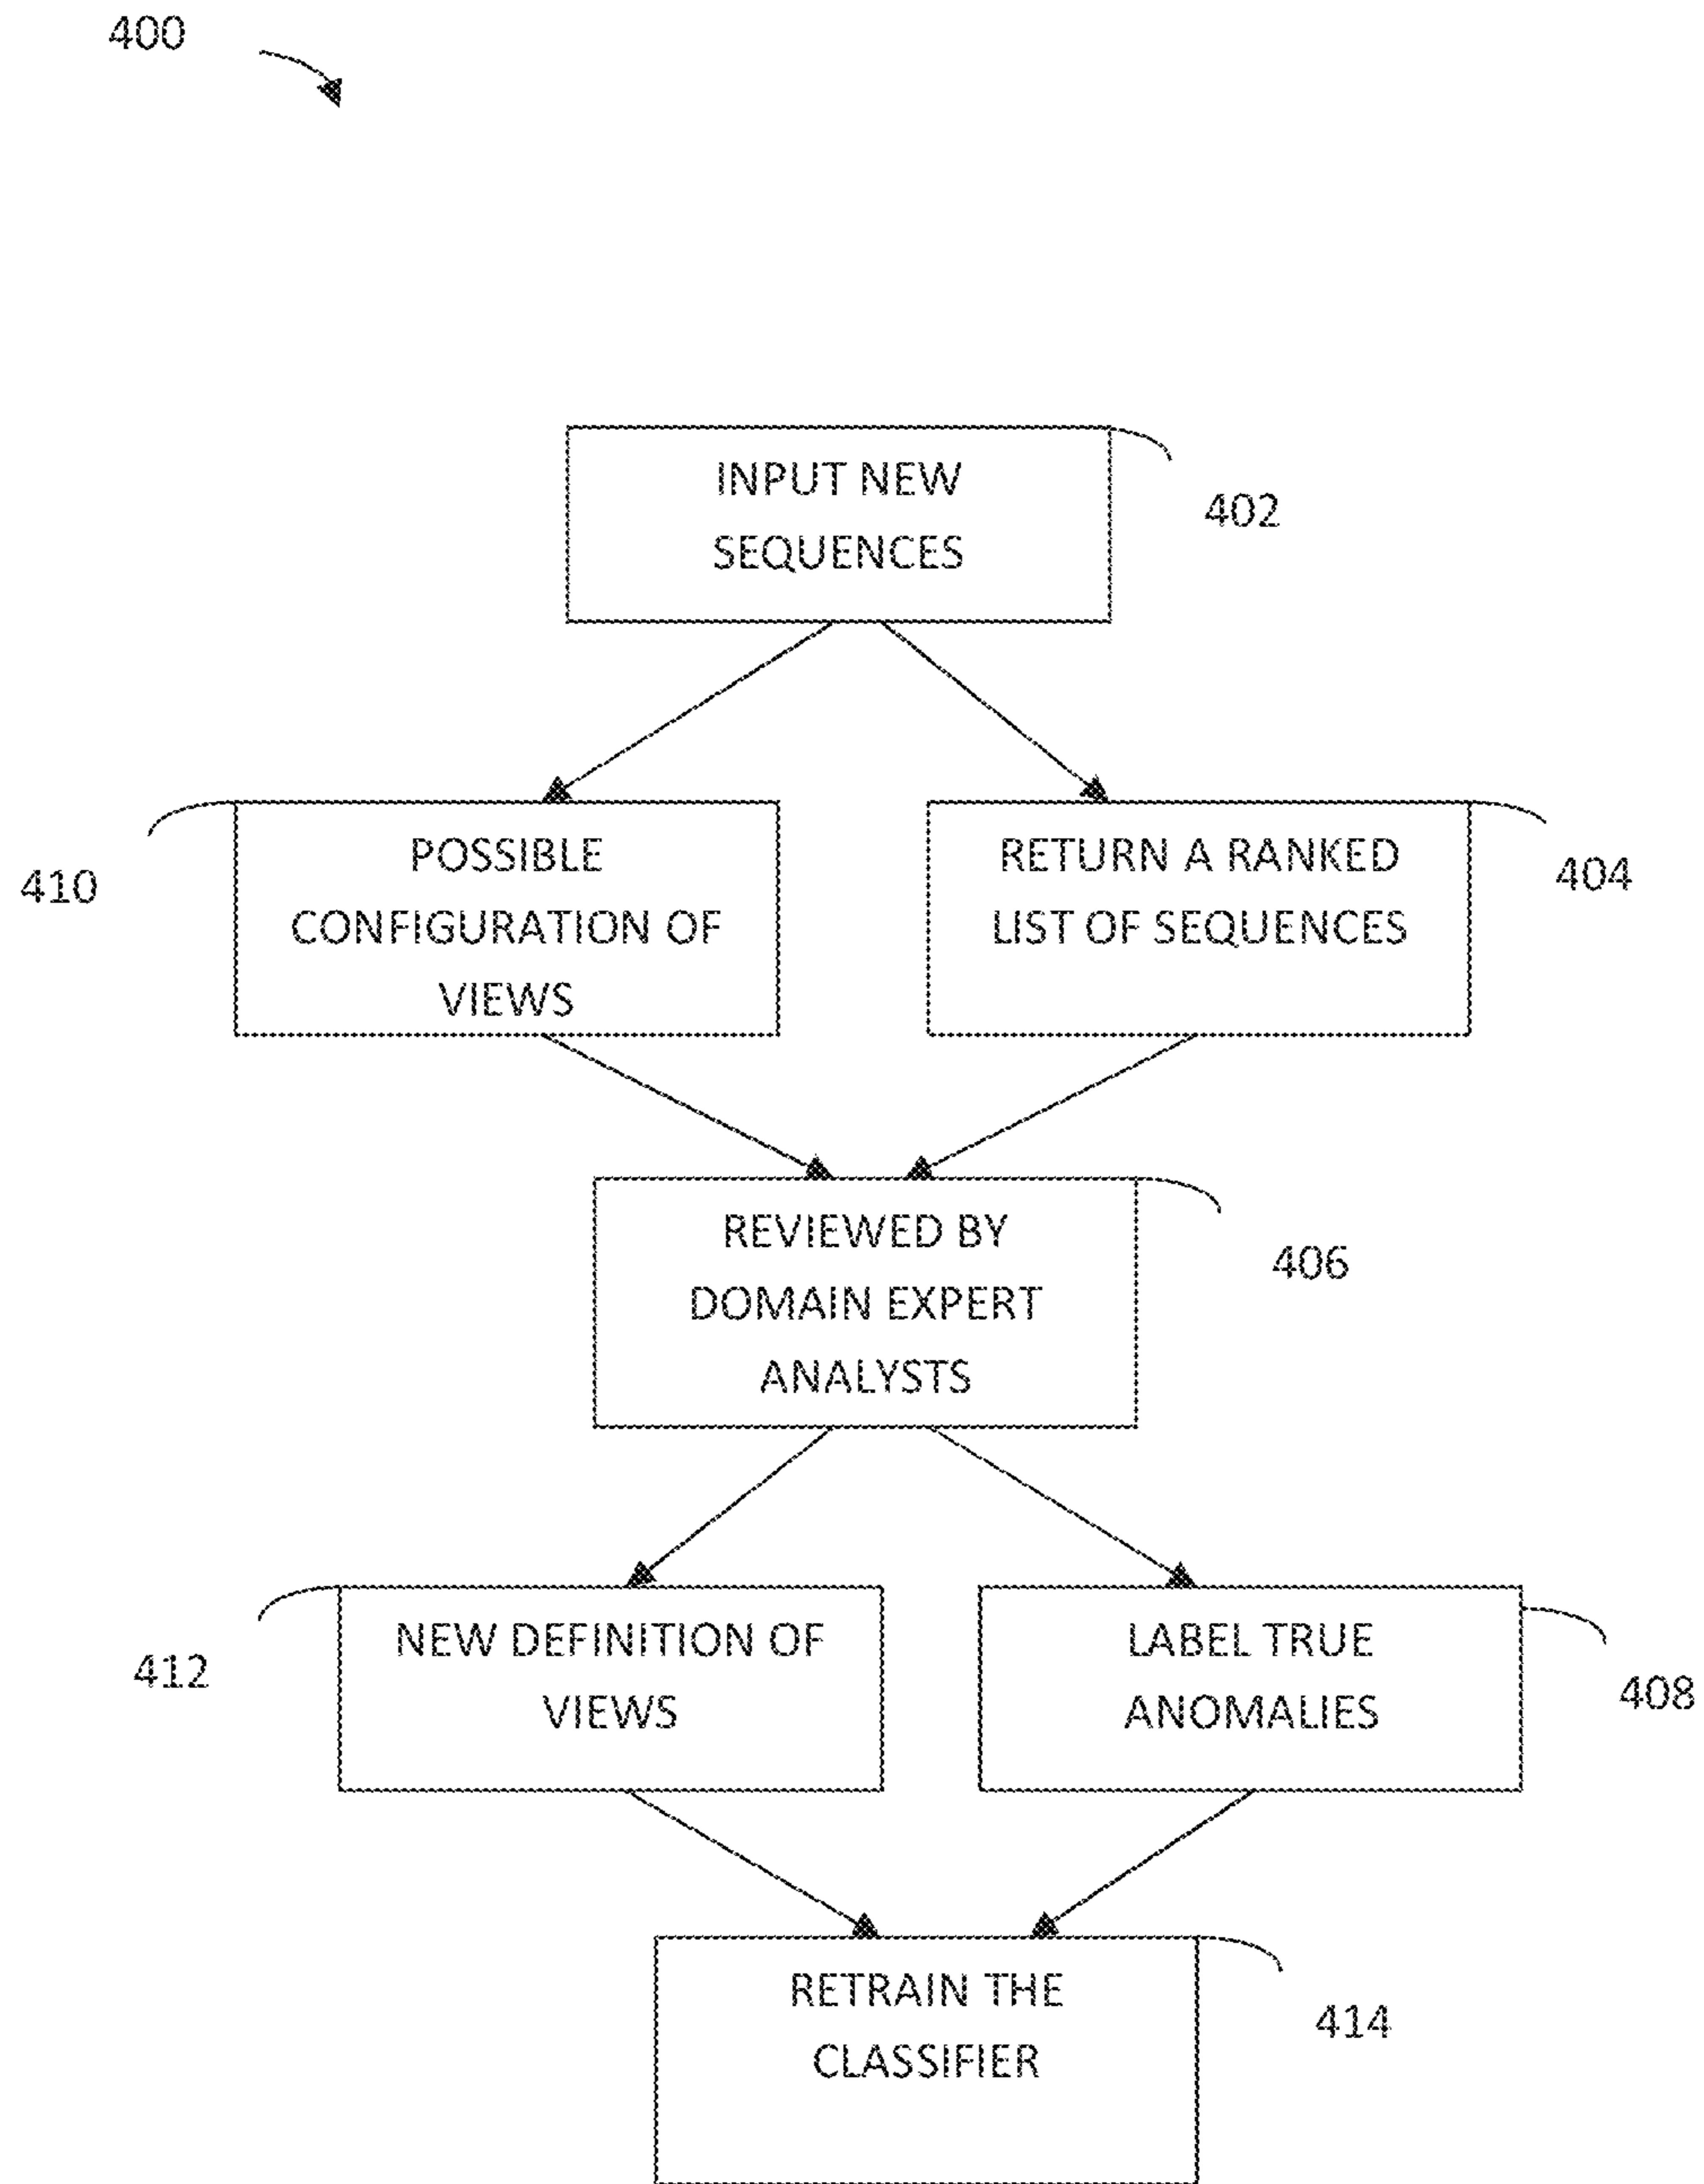 400
INPUT NEW
SEQUENCES
402
POSSIBLE
CONFIGURATION OF
VIEWS
410
RETURN A RANKED
LIST OF SEQUENCES
404
REVIEWED BY
DOMAIN EXPERT
ANALYSTS
406
NEW DEFINITION OF
VIEWS
412
LABEL TRUE
ANOMALIES
408
RETRAIN THE
CLASSIFIER
414